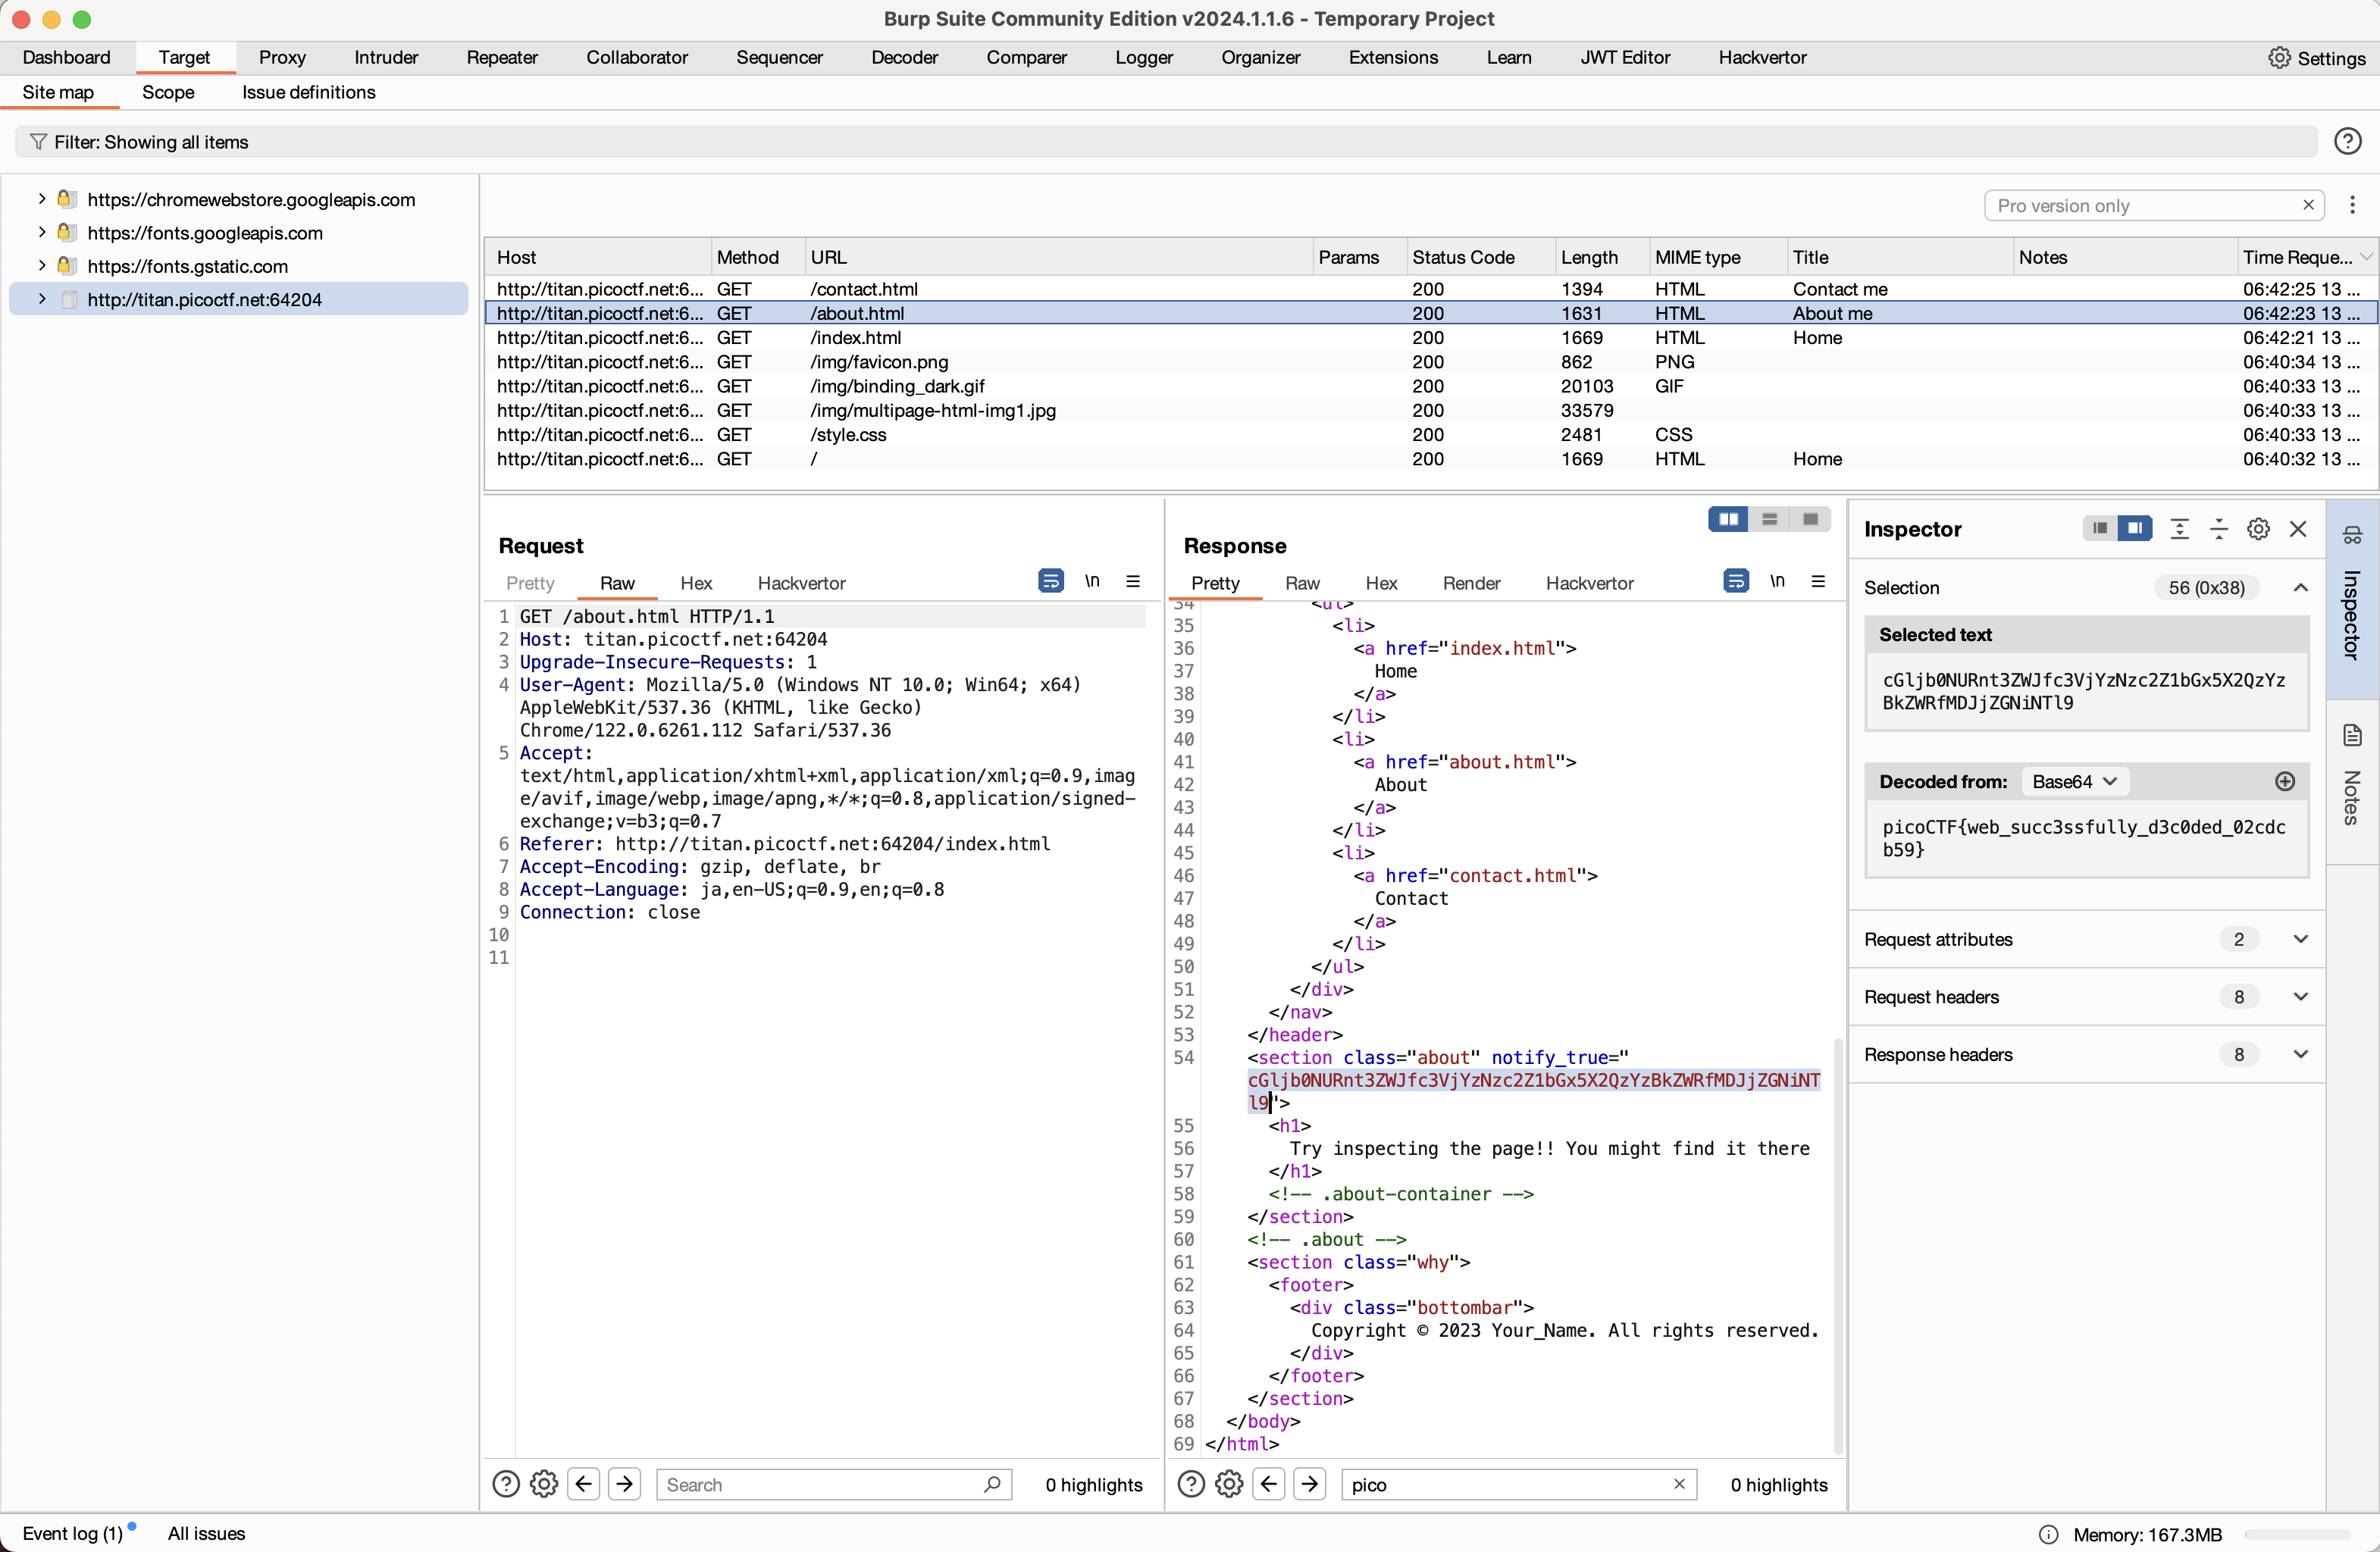 Burp Suite Community Edition v2024.1.1.6 - Temporary Project
Dashboard Target Proxy Intruder Repeater Collaborator Sequencer Decoder Comparer Logger Organizer Extensions Learn JWT Editor Hackvertor Settings
Site map Scope Issue definitions
Filter: Showing all items
https://chromewebstore.googleapis.com
https://fonts.googleapis.com
https://fonts.gstatic.com
http://titan.picoctf.net:64204
Pro version only
Host Method URL Params Status Code Length MIME type Title Notes Time Reque...
http://titan.picoctf.net:6... GET /contact.html 200 1394 HTML Contact me 06:42:25 13 ...
http://titan.picoctf.net:6... GET /about.html 200 1631 HTML About me 06:42:23 13 ...
http://titan.picoctf.net:6... GET /index.html 200 1669 HTML Home 06:42:21 13 ...
http://titan.picoctf.net:6... GET /img/favicon.png 200 862 PNG 06:40:34 13 ...
http://titan.picoctf.net:6... GET /img/binding_dark.gif 200 20103 GIF 06:40:33 13 ...
http://titan.picoctf.net:6... GET /img/multipage-html-img1.jpg 200 33579 06:40:33 13 ...
http://titan.picoctf.net:6... GET /style.css 200 2481 CSS 06:40:33 13 ...
http://titan.picoctf.net:6... GET / 200 1669 HTML Home 06:40:32 13 ...
Request
Pretty Raw Hex Hackvertor \n
1 GET /about.html HTTP/1.1
2 Host: titan.picoctf.net:64204
3 Upgrade-Insecure-Requests: 1
4 User-Agent: Mozilla/5.0 (Windows NT 10.0; Win64; x64)
AppleWebKit/537.36 (KHTML, like Gecko)
Chrome/122.0.6261.112 Safari/537.36
5 Accept:
text/html,application/xhtml+xml,application/xml;q=0.9,imag
e/avif,image/webp,image/apng,*/*;q=0.8,application/signed-
exchange;v=b3;q=0.7
6 Referer: http://titan.picoctf.net:64204/index.html
7 Accept-Encoding: gzip, deflate, br
8 Accept-Language: ja,en-US;q=0.9,en;q=0.8
9 Connection: close
10
11
Search 0 highlights
Response
Pretty Raw Hex Render Hackvertor \n
34 <ul>
35 <li>
36 <a href="index.html">
37 Home
38 </a>
39 </li>
40 <li>
41 <a href="about.html">
42 About
43 </a>
44 </li>
45 <li>
46 <a href="contact.html">
47 Contact
48 </a>
49 </li>
50 </ul>
51 </div>
52 </nav>
53 </header>
54 <section class="about" notify_true="
cGljb0NURnt3ZWJfc3VjYzNzc2Z1bGx5X2QzYzBkZWRfMDJjZGNiNT
l9">
55 <h1>
56 Try inspecting the page!! You might find it there
57 </h1>
58 <!-- .about-container -->
59 </section>
60 <!-- .about -->
61 <section class="why">
62 <footer>
63 <div class="bottombar">
64 Copyright © 2023 Your_Name. All rights reserved.
65 </div>
66 </footer>
67 </section>
68 </body>
69 </html>
pico 0 highlights
Inspector
Selection 56 (0x38)
Selected text
cGljb0NURnt3ZWJfc3VjYzNzc2Z1bGx5X2QzYz
BkZWRfMDJjZGNiNTl9
Decoded from: Base64
picoCTF{web_succ3ssfully_d3c0ded_02cdc
b59}
Request attributes 2
Request headers 8
Response headers 8
Inspector
Notes
Event log (1) All issues Memory: 167.3MB